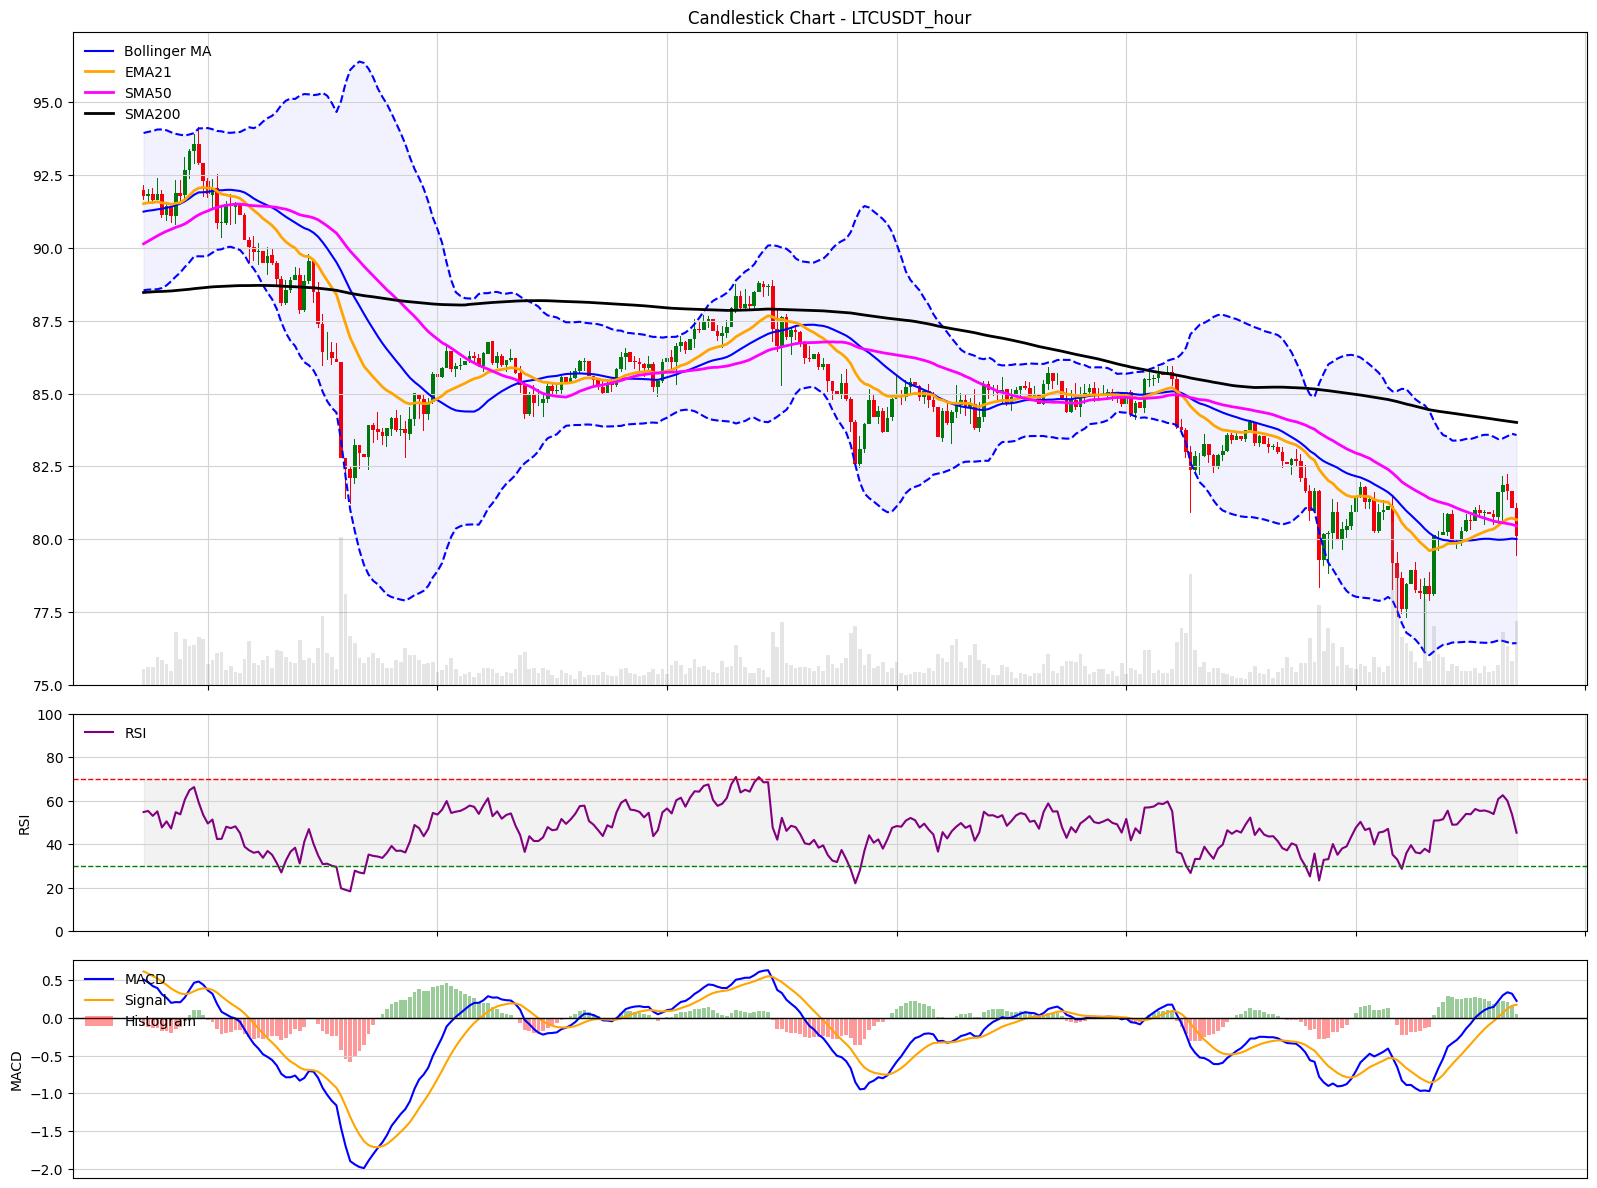 Candlestick Chart - LTCUSDT_hour
Bollinger MA
EMA21
SMA50
SMA200
95.0
92.5
90.0
87.5
85.0
82.5
80.0
77.5
75.0
RSI
RSI
100
80
60
40
20
0
MACD
MACD
Signal
Histogram
0.5
0.0
−0.5
−1.0
−1.5
−2.0